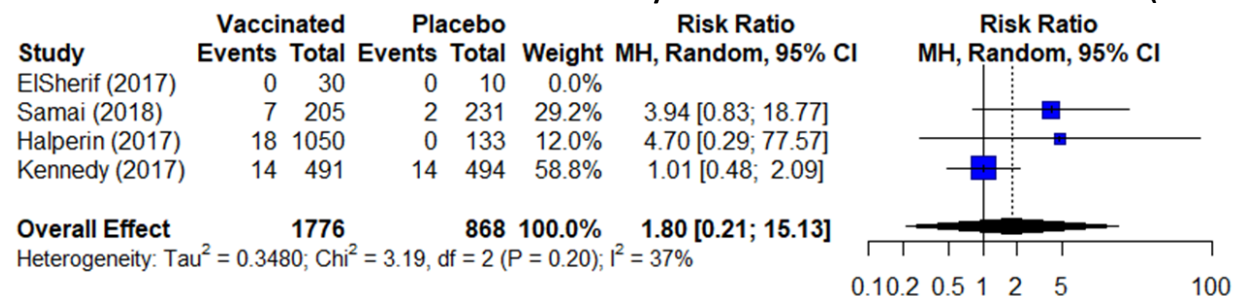 Vaccinated Placebo Risk Ratio Risk Ratio
Study Events Total Events Total Weight MH, Random, 95% CI MH, Random, 95% CI
ElSherif (2017) 0 30 0 10 0.0%
Samai (2018) 7 205 2 231 29.2% 3.94 [0.83; 18.77]
Halperin (2017) 18 1050 0 133 12.0% 4.70 [0.29; 77.57]
Kennedy (2017) 14 491 14 494 58.8% 1.01 [0.48; 2.09]
Overall Effect 1776 868 100.0% 1.80 [0.21; 15.13]
Heterogeneity: Tau² = 0.3480; Chi² = 3.19, df = 2 (P = 0.20); I² = 37%
0.1 0.2 0.5 1 2 5 100